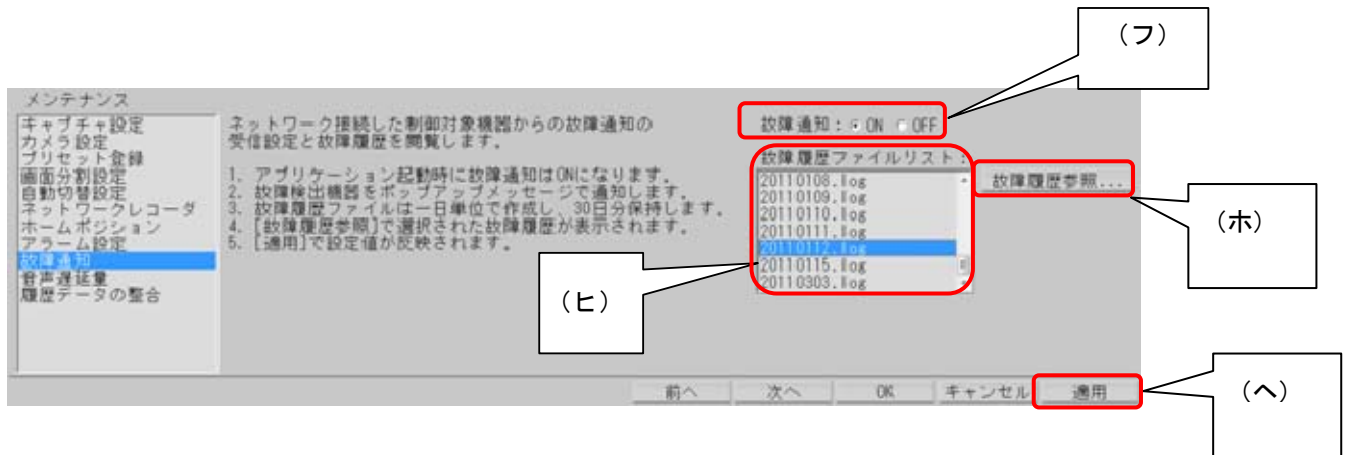 (フ)
メンテナンス
キャプチャ設定
カメラ設定
プリセット登録
画面分割設定
自動切替設定
ネットワークレコーダ
ホームポジション
アラーム設定
故障通知
音声遅延量
履歴データの整合
ネットワーク接続した制御対象機器からの故障通知の
受信設定と故障履歴を閲覧します。
1. アプリケーション起動時に故障通知はONになります。
2. 故障検出機器をポップアップメッセージで通知します。
3. 故障履歴ファイルは一日単位で作成し、30日分保持します。
4. [故障履歴参照]で選択された故障履歴が表示されます。
5. [適用]で設定値が反映されます。
故障通知: ON OFF
故障履歴ファイルリスト:
20110108.llog
20110109.llog
20110110.llog
20110111.llog
20110112.llog
20110115.llog
20110303.llog
故障履歴参照...
(ホ)
(ヒ)
前へ 次へ OK キャンセル 適用
(ヘ)